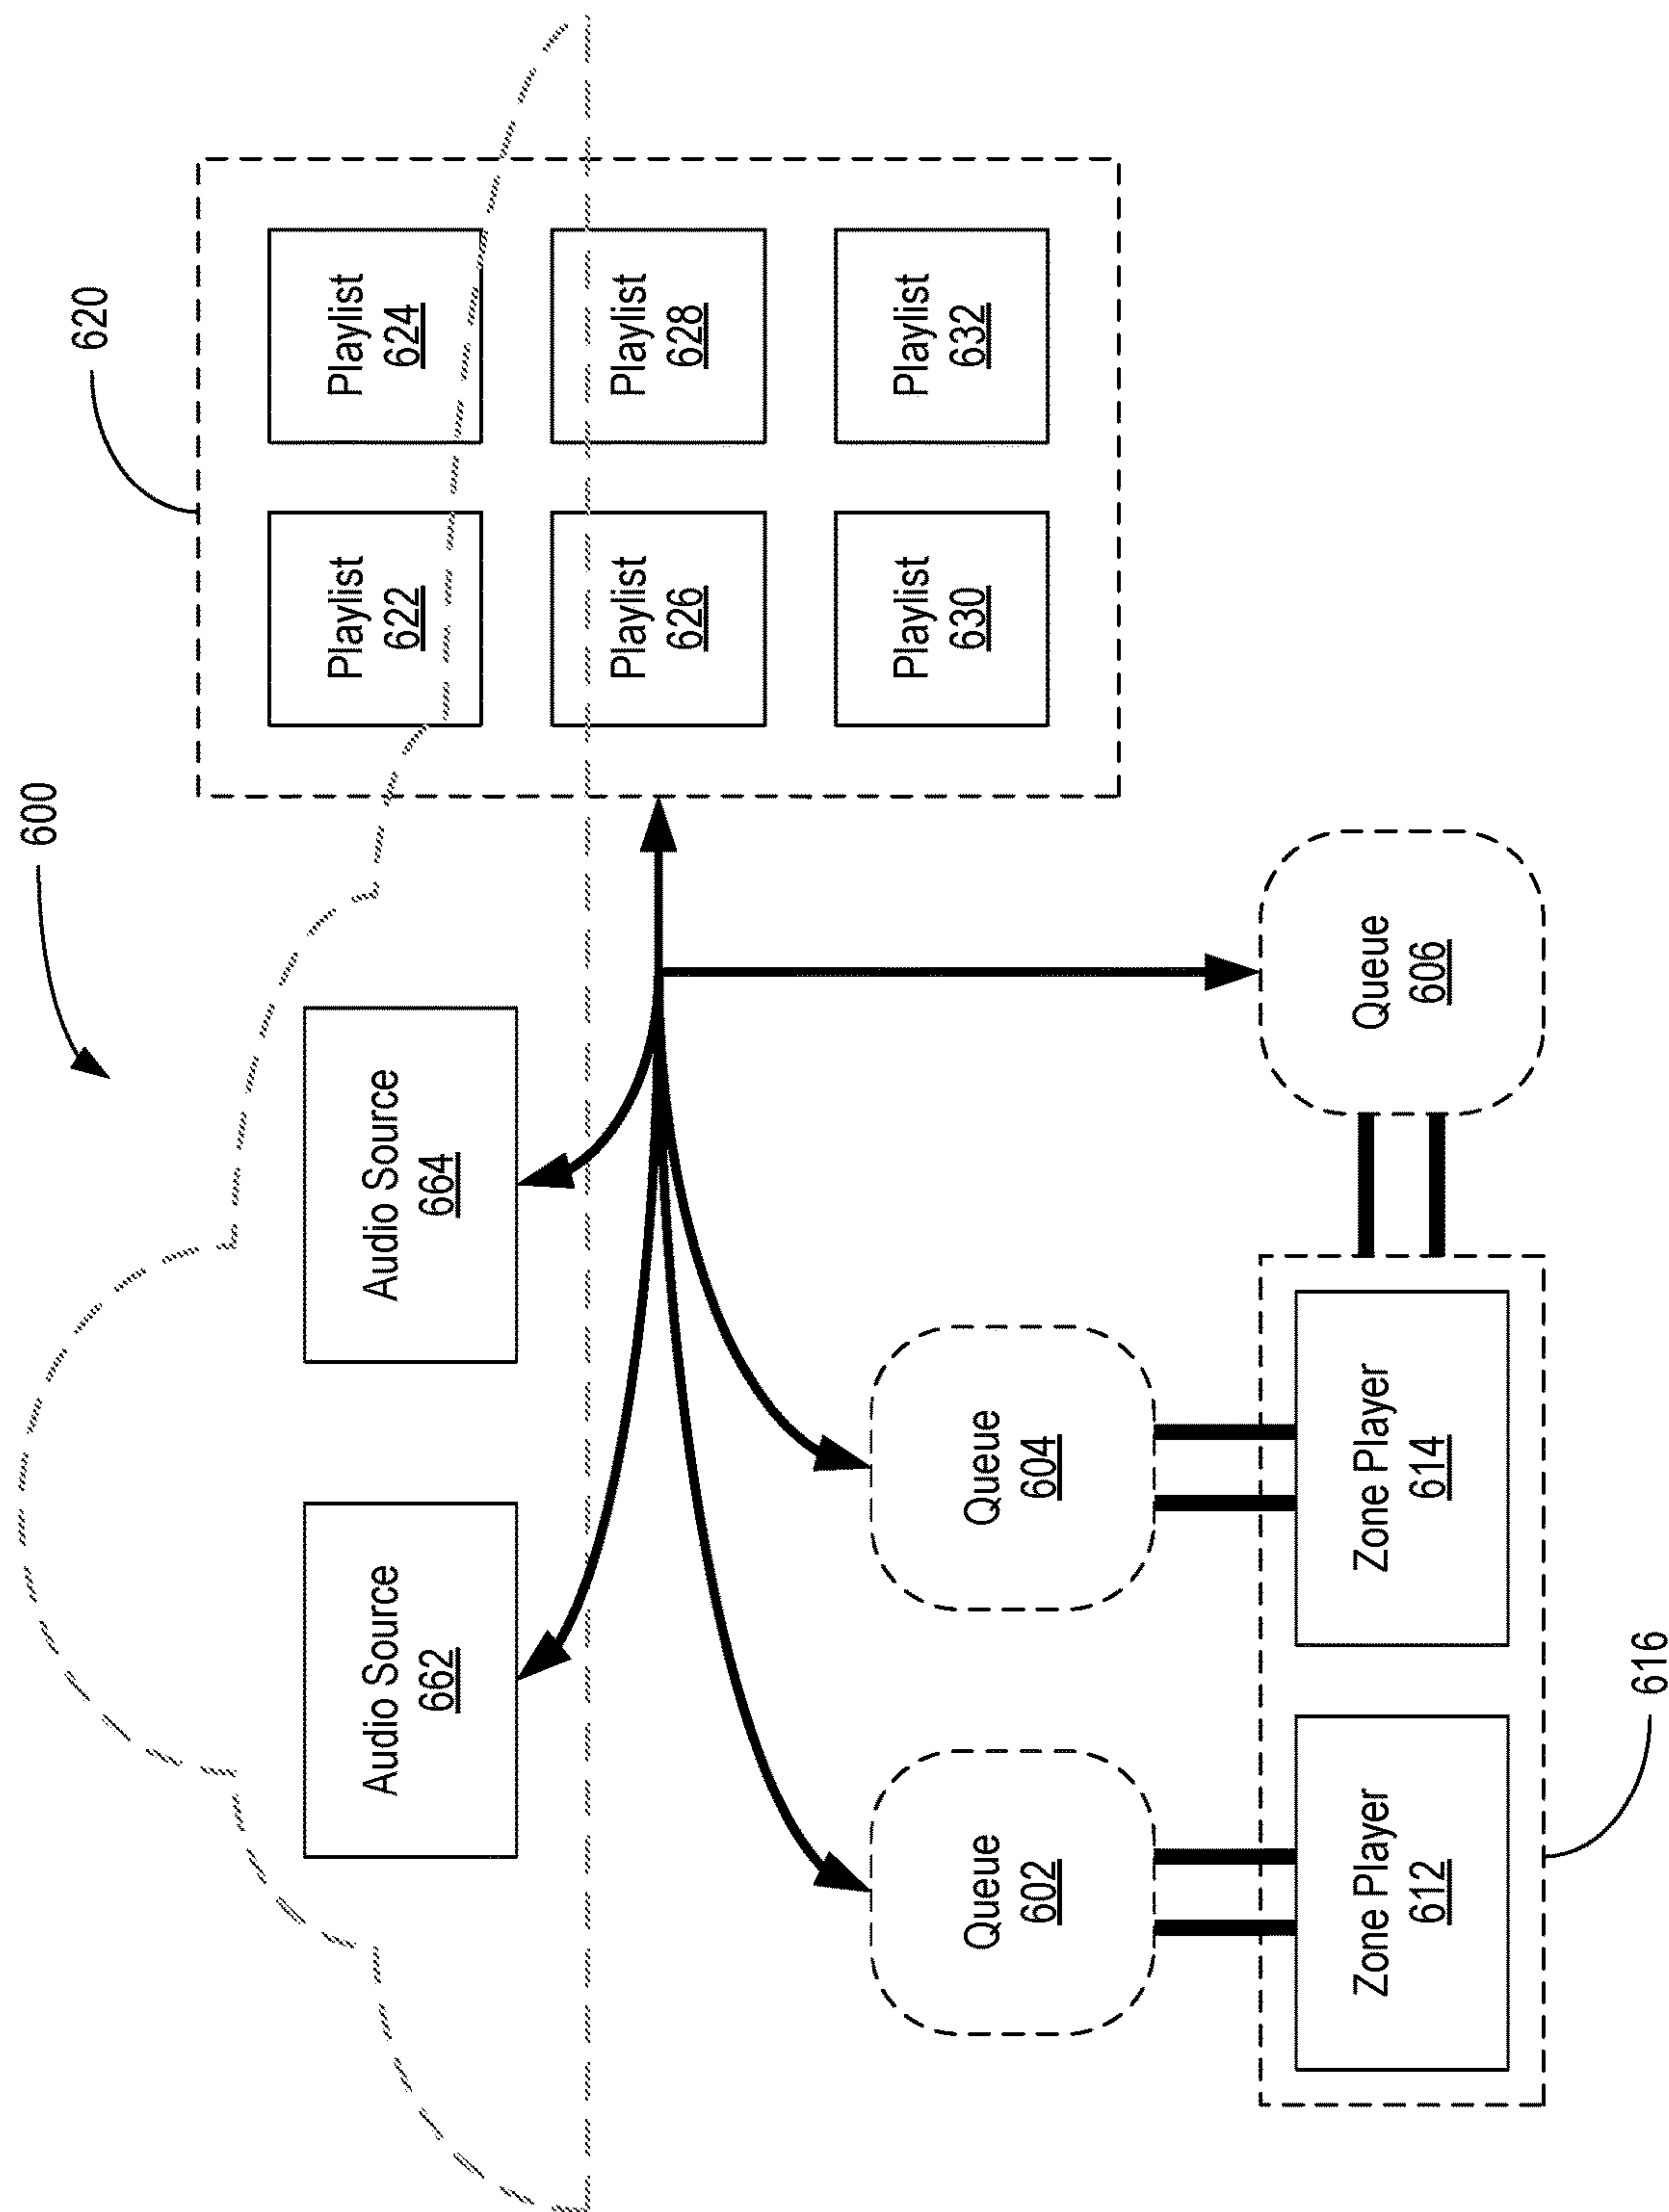 600
620
Audio Source
662
Audio Source
664
Playlist
622
Playlist
624
Playlist
626
Playlist
628
Playlist
630
Playlist
632
Queue
602
Queue
604
Zone Player
612
Zone Player
614
Queue
606
616